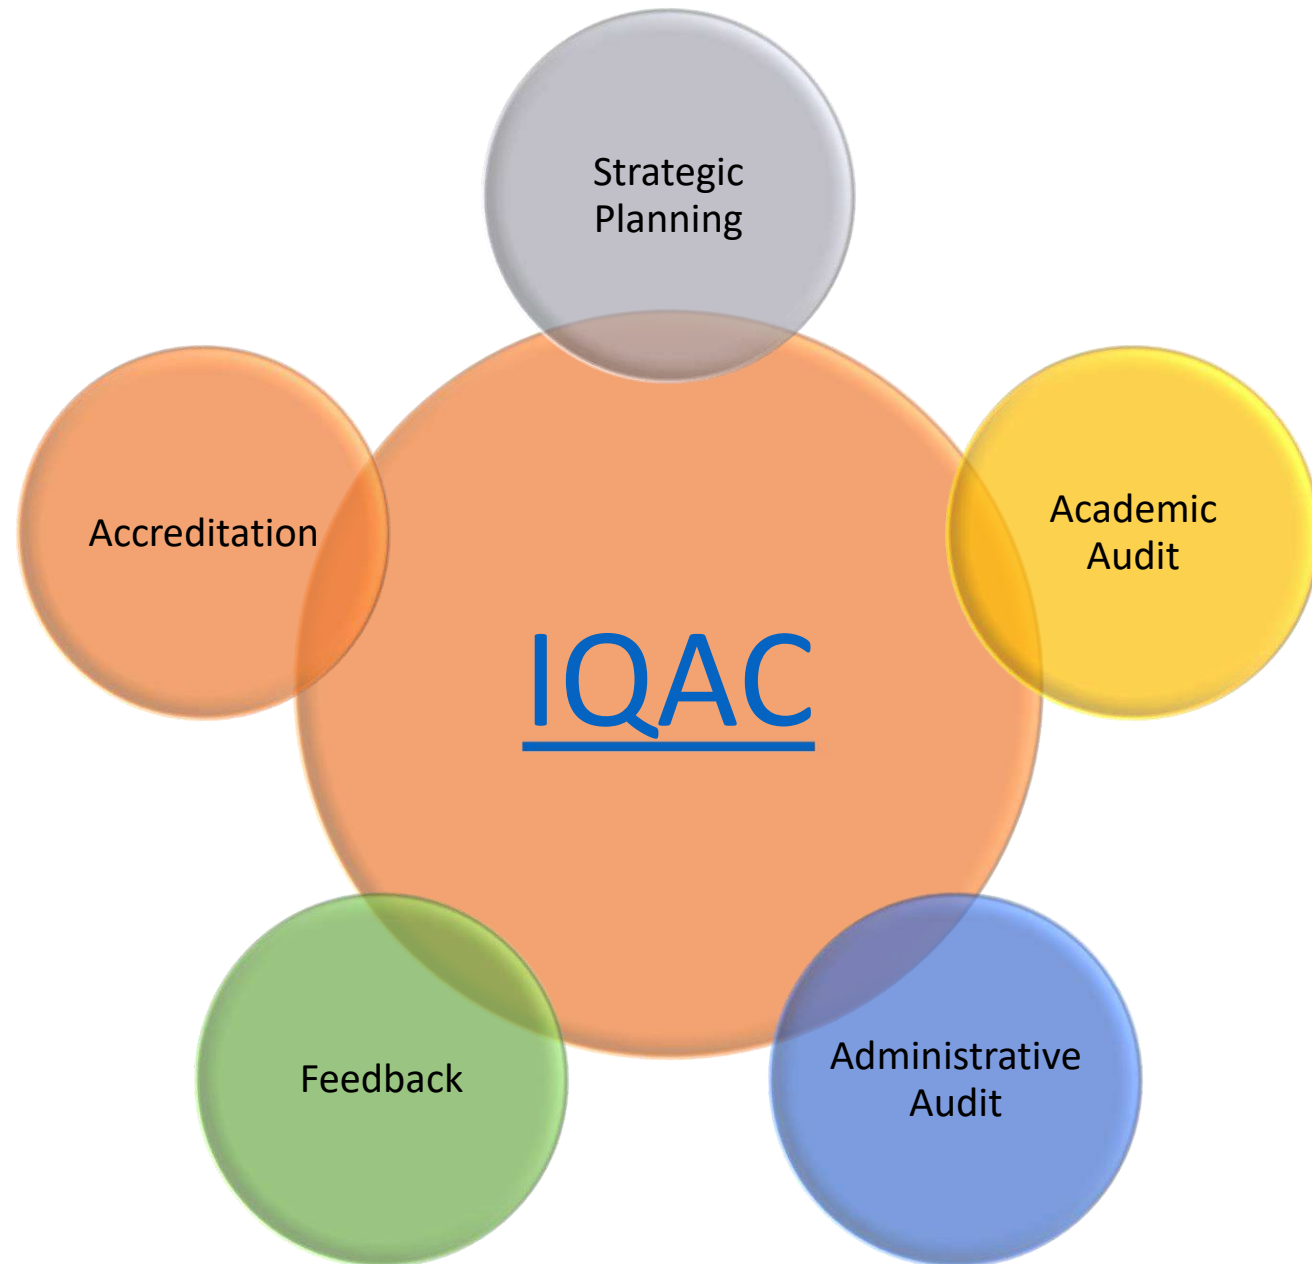 Strategic
Planning
Accreditation
Academic
Audit
IQAC
Feedback
Administrative
Audit